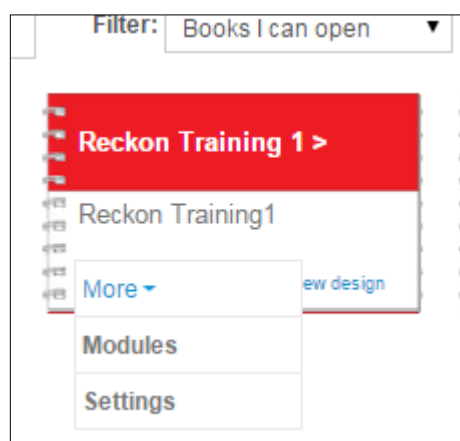 Filter: Books I can open
Reckon Training 1 >
Reckon Training1
More ew design
Modules
Settings